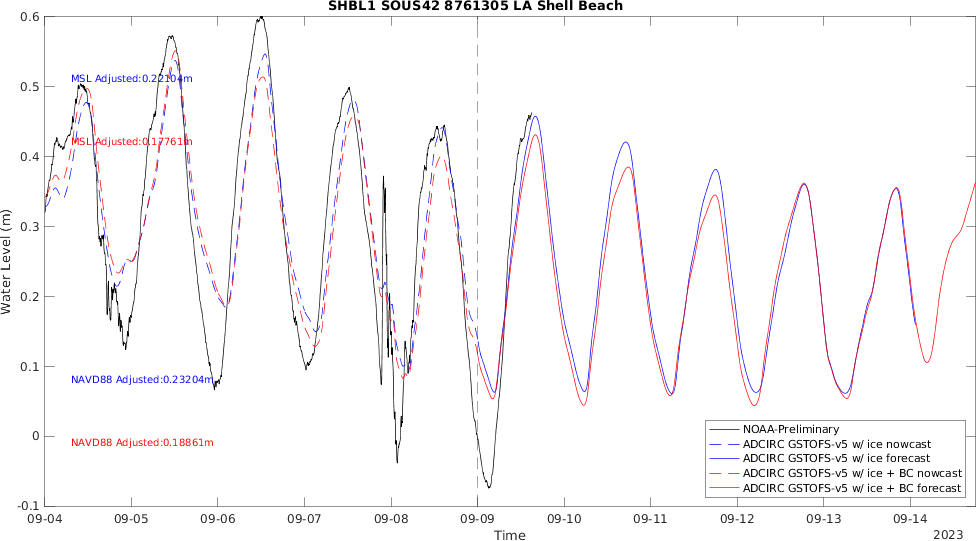 SHBL1 SOUS42 8761305 LA Shell Beach
Water Level (m)
0.6
0.5
0.4
0.3
0.2
0.1
0
-0.1
MSL Adjusted:0.22104m
MSL Adjusted:0.17761m
NAVD88 Adjusted:0.23204m
NAVD88 Adjusted:0.18861m
NOAA-Preliminary
ADCIRC GSTOFS-v5 w/ ice nowcast
ADCIRC GSTOFS-v5 w/ ice forecast
ADCIRC GSTOFS-v5 w/ ice + BC nowcast
ADCIRC GSTOFS-v5 w/ ice + BC forecast
09-04 09-05 09-06 09-07 09-08 09-09 09-10 09-11 09-12 09-13 09-14
Time
2023